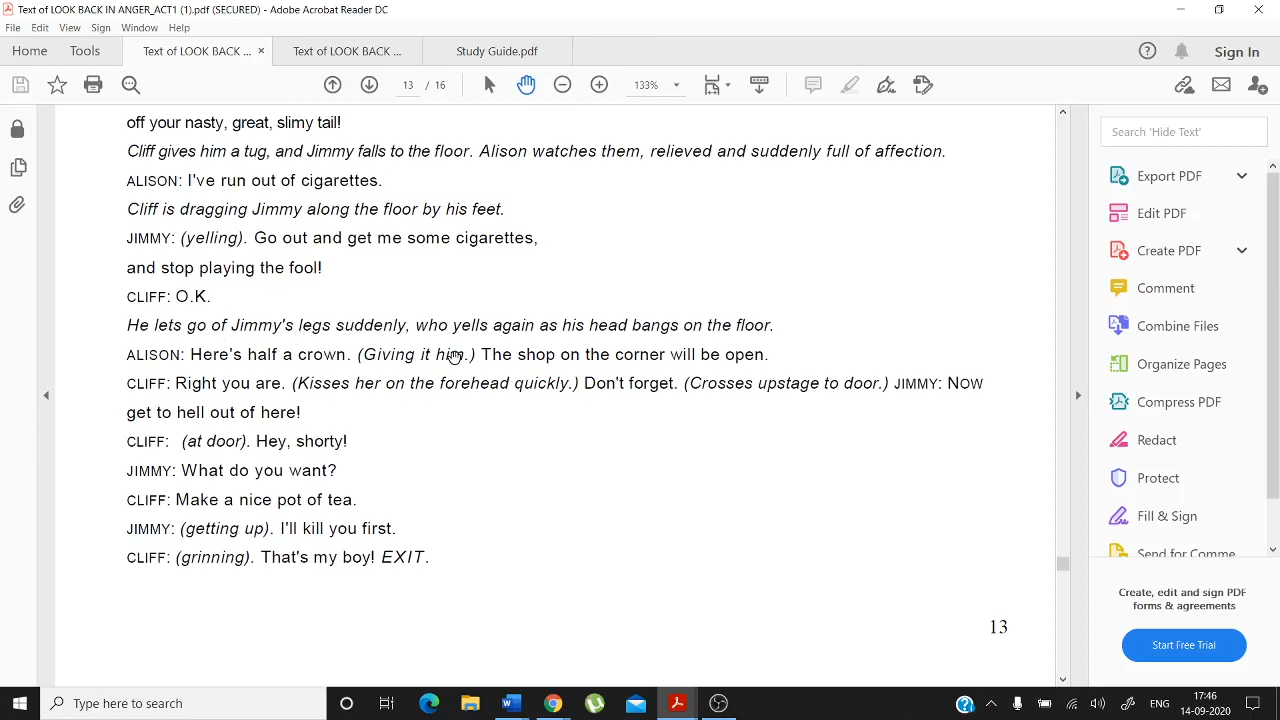 Text of LOOK BACK IN ANGER_ACT1 (1).pdf (SECURED) - Adobe Acrobat Reader DC
File Edit View Sign Window Help
Home Tools Text of LOOK BACK ... × Text of LOOK BACK ... Study Guide.pdf Sign In
13 / 16 133%
off your nasty, great, slimy tail!
Cliff gives him a tug, and Jimmy falls to the floor. Alison watches them, relieved and suddenly full of affection.
ALISON: I've run out of cigarettes.
Cliff is dragging Jimmy along the floor by his feet.
JIMMY: (yelling). Go out and get me some cigarettes,
and stop playing the fool!
CLIFF: O.K.
He lets go of Jimmy's legs suddenly, who yells again as his head bangs on the floor.
ALISON: Here's half a crown. (Giving it him.) The shop on the corner will be open.
CLIFF: Right you are. (Kisses her on the forehead quickly.) Don't forget. (Crosses upstage to door.) JIMMY: NOW
get to hell out of here!
CLIFF: (at door). Hey, shorty!
JIMMY: What do you want?
CLIFF: Make a nice pot of tea.
JIMMY: (getting up). I'll kill you first.
CLIFF: (grinning). That's my boy! EXIT.
13
Search 'Hide Text'
Export PDF
Edit PDF
Create PDF
Comment
Combine Files
Organize Pages
Compress PDF
Redact
Protect
Fill & Sign
Send for Comme
Create, edit and sign PDF
forms & agreements
Start Free Trial
Type here to search
ENG
17:46
14-09-2020